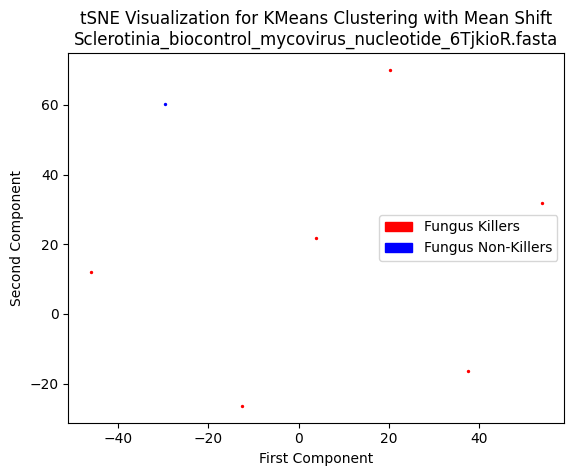 tSNE Visualization for KMeans Clustering with Mean Shift
Sclerotinia_biocontrol_mycovirus_nucleotide_6TjkioR.fasta
60
40
20
0
−20
Second Component
Fungus Killers
Fungus Non-Killers
−40
−20
0
20
40
First Component